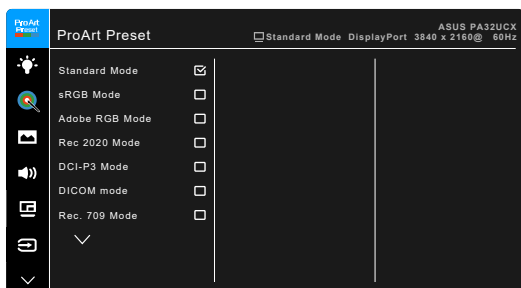 ProArt
Preset
ProArt Preset
ASUS PA32UCX
Standard Mode DisplayPort 3840 x 2160@ 60Hz
Standard Mode
sRGB Mode
Adobe RGB Mode
Rec 2020 Mode
DCI-P3 Mode
DICOM mode
Rec. 709 Mode